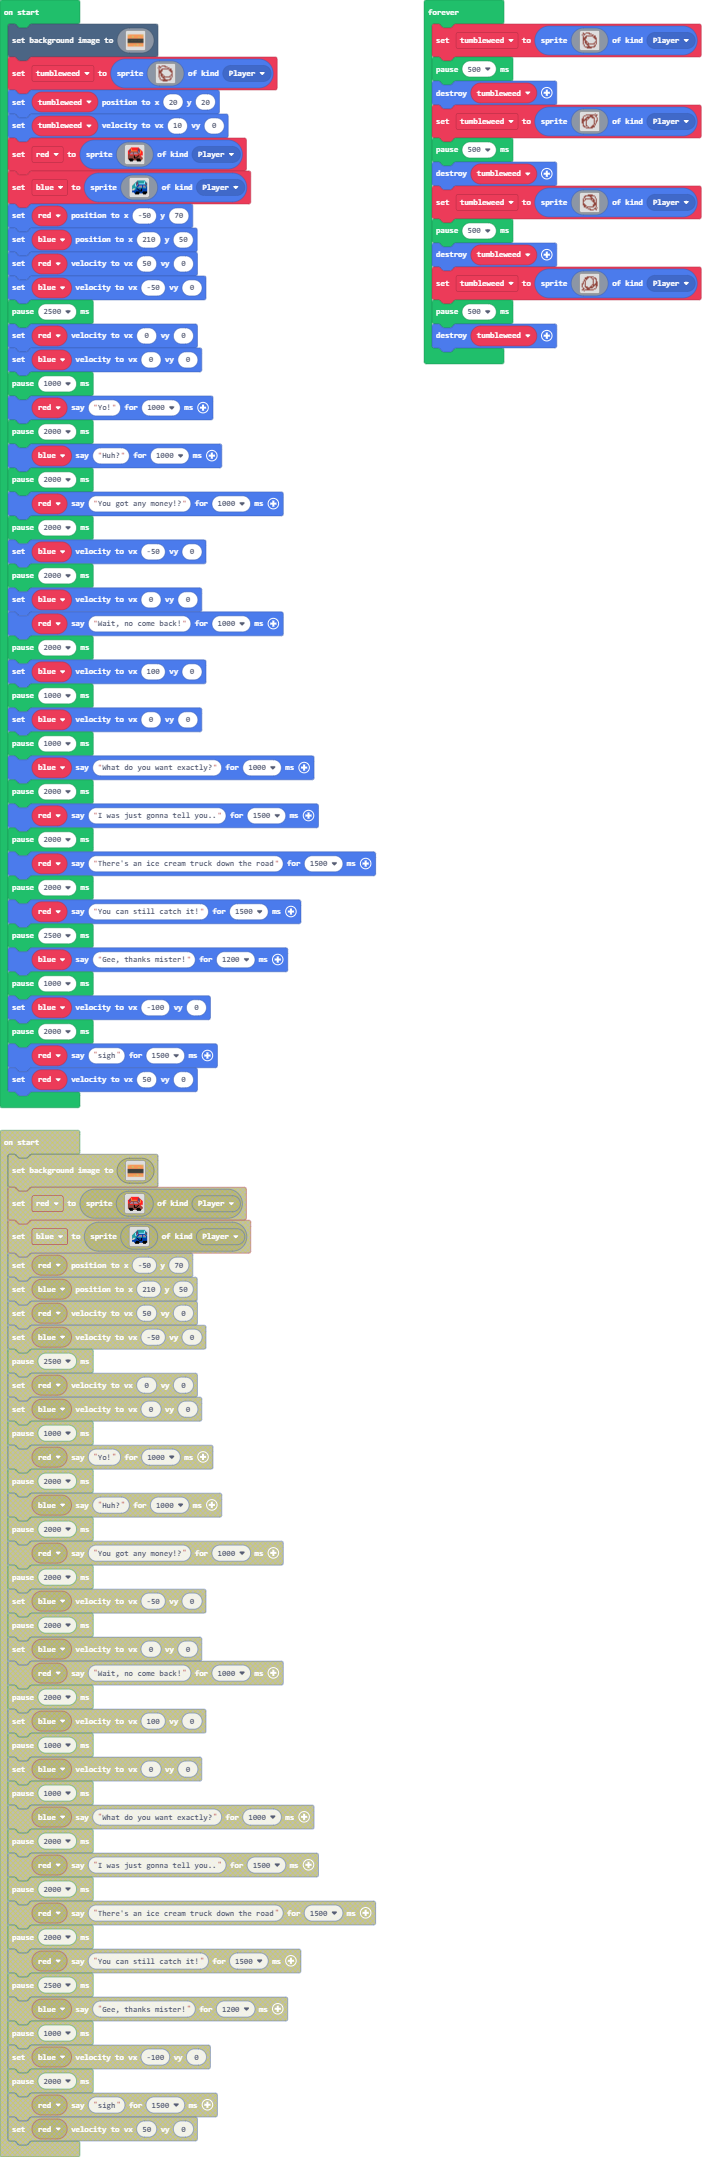 on start
set background image to
set tumbleweed to sprite of kind Player
set tumbleweed position to x 20 y 20
set tumbleweed velocity to vx 10 vy 0
set red to sprite of kind Player
set blue to sprite of kind Player
set red position to x -50 y 70
set blue position to x 210 y 50
set red velocity to vx 50 vy 0
set blue velocity to vx -50 vy 0
pause 2500 ms
set red velocity to vx 0 vy 0
set blue velocity to vx 0 vy 0
pause 1000 ms
red say "Yo!" for 1000 ms
pause 2000 ms
blue say "Huh?" for 1000 ms
pause 2000 ms
red say "You got any money!?" for 1000 ms
pause 2000 ms
set blue velocity to vx -50 vy 0
pause 2000 ms
set blue velocity to vx 0 vy 0
red say "Wait, no come back!" for 1000 ms
pause 2000 ms
set blue velocity to vx 100 vy 0
pause 1000 ms
set blue velocity to vx 0 vy 0
pause 1000 ms
blue say "What do you want exactly?" for 1000 ms
pause 2000 ms
red say "I was just gonna tell you.." for 1500 ms
pause 2000 ms
red say "There's an ice cream truck down the road" for 1500 ms
pause 2000 ms
red say "You can still catch it!" for 1500 ms
pause 2500 ms
blue say "Gee, thanks mister!" for 1200 ms
pause 1000 ms
set blue velocity to vx -100 vy 0
pause 2000 ms
red say "sigh" for 1500 ms
set red velocity to vx 50 vy 0
forever
set tumbleweed to sprite of kind Player
pause 500 ms
destroy tumbleweed
set tumbleweed to sprite of kind Player
pause 500 ms
destroy tumbleweed
set tumbleweed to sprite of kind Player
pause 500 ms
destroy tumbleweed
set tumbleweed to sprite of kind Player
pause 500 ms
destroy tumbleweed
on start
set background image to
set red to sprite of kind Player
set blue to sprite of kind Player
set red position to x -50 y 70
set blue position to x 210 y 50
set red velocity to vx 50 vy 0
set blue velocity to vx -50 vy 0
pause 2500 ms
set red velocity to vx 0 vy 0
set blue velocity to vx 0 vy 0
pause 1000 ms
red say "Yo!" for 1000 ms
pause 2000 ms
blue say "Huh?" for 1000 ms
pause 2000 ms
red say "You got any money!?" for 1000 ms
pause 2000 ms
set blue velocity to vx -50 vy 0
pause 2000 ms
set blue velocity to vx 0 vy 0
red say "Wait, no come back!" for 1000 ms
pause 2000 ms
set blue velocity to vx 100 vy 0
pause 1000 ms
set blue velocity to vx 0 vy 0
pause 1000 ms
blue say "What do you want exactly?" for 1000 ms
pause 2000 ms
red say "I was just gonna tell you.." for 1500 ms
pause 2000 ms
red say "There's an ice cream truck down the road" for 1500 ms
pause 2000 ms
red say "You can still catch it!" for 1500 ms
pause 2500 ms
blue say "Gee, thanks mister!" for 1200 ms
pause 1000 ms
set blue velocity to vx -100 vy 0
pause 2000 ms
red say "sigh" for 1500 ms
set red velocity to vx 50 vy 0